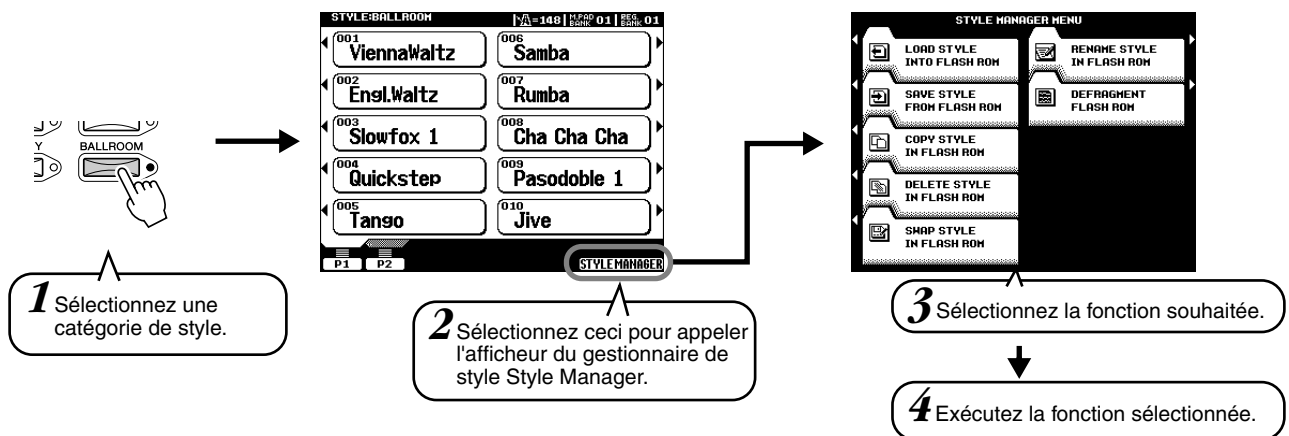 Y
BALLROOM
1 Sélectionnez une
catégorie de style.
STYLE:BALLROOM
=148
M.PAD BANK 01
REG. BANK 01
001 ViennaWaltz
006 Samba
002 Engl.Waltz
007 Rumba
003 Slowfox 1
008 Cha Cha Cha
004 Quickstep
009 Pasodoble 1
005 Tango
010 Jive
P1
P2
STYLE MANAGER
2 Sélectionnez ceci pour appeler
l'afficheur du gestionnaire de
style Style Manager.
STYLE MANAGER MENU
LOAD STYLE
INTO FLASH ROM
RENAME STYLE
IN FLASH ROM
SAVE STYLE
FROM FLASH ROM
DEFRAGMENT
FLASH ROM
COPY STYLE
IN FLASH ROM
DELETE STYLE
IN FLASH ROM
SWAP STYLE
IN FLASH ROM
3 Sélectionnez la fonction souhaitée.
4 Exécutez la fonction sélectionnée.